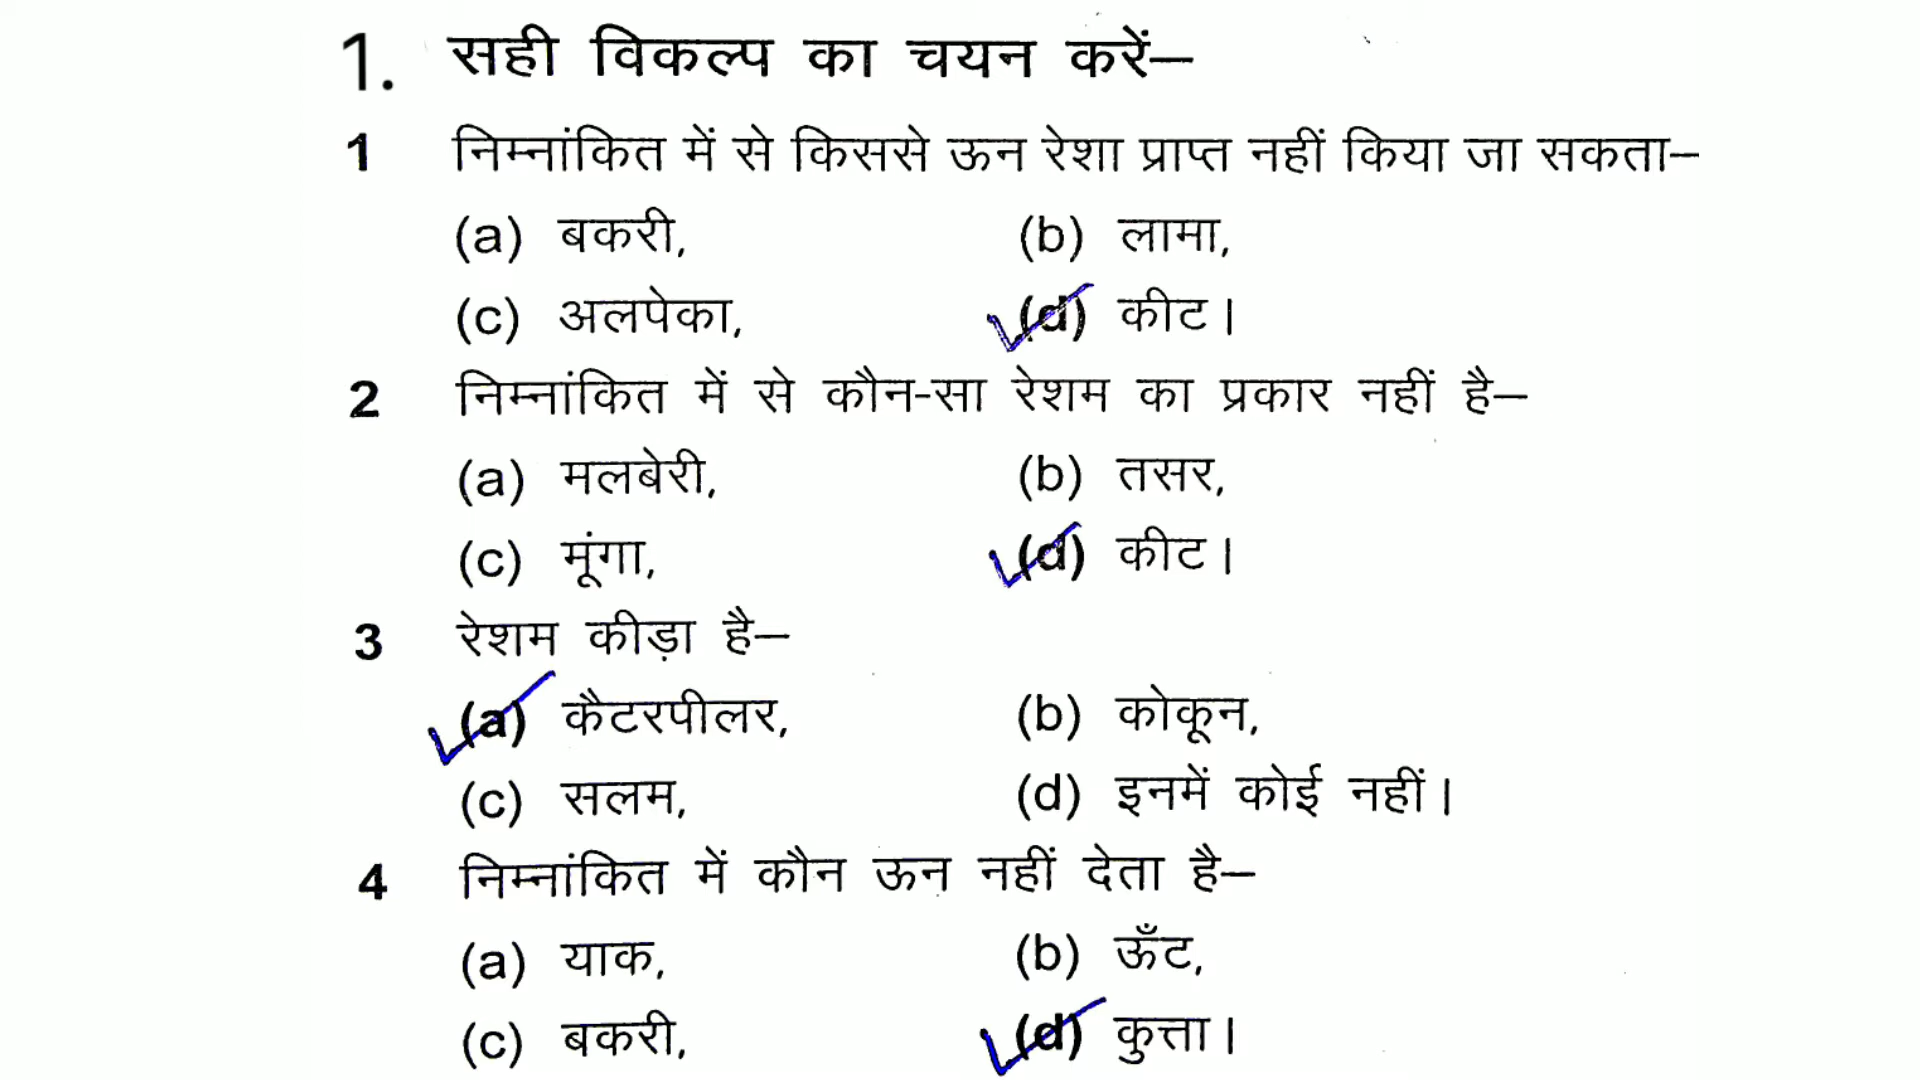 1. सही विकल्प का चयन करें–
1 निम्नांकित में से किससे ऊन रेशा प्राप्त नहीं किया जा सकता–
(a) बकरी, (b) लामा,
(c) अलपेका, (d) कीट।
2 निम्नांकित में से कौन-सा रेशम का प्रकार नहीं है–
(a) मलबेरी, (b) तसर,
(c) मूंगा, (d) कीट।
3 रेशम कीड़ा है–
(a) कैटरपीलर, (b) कोकून,
(c) सलम, (d) इनमें कोई नहीं।
4 निम्नांकित में कौन ऊन नहीं देता है–
(a) याक, (b) ऊँट,
(c) बकरी, (d) कुत्ता।